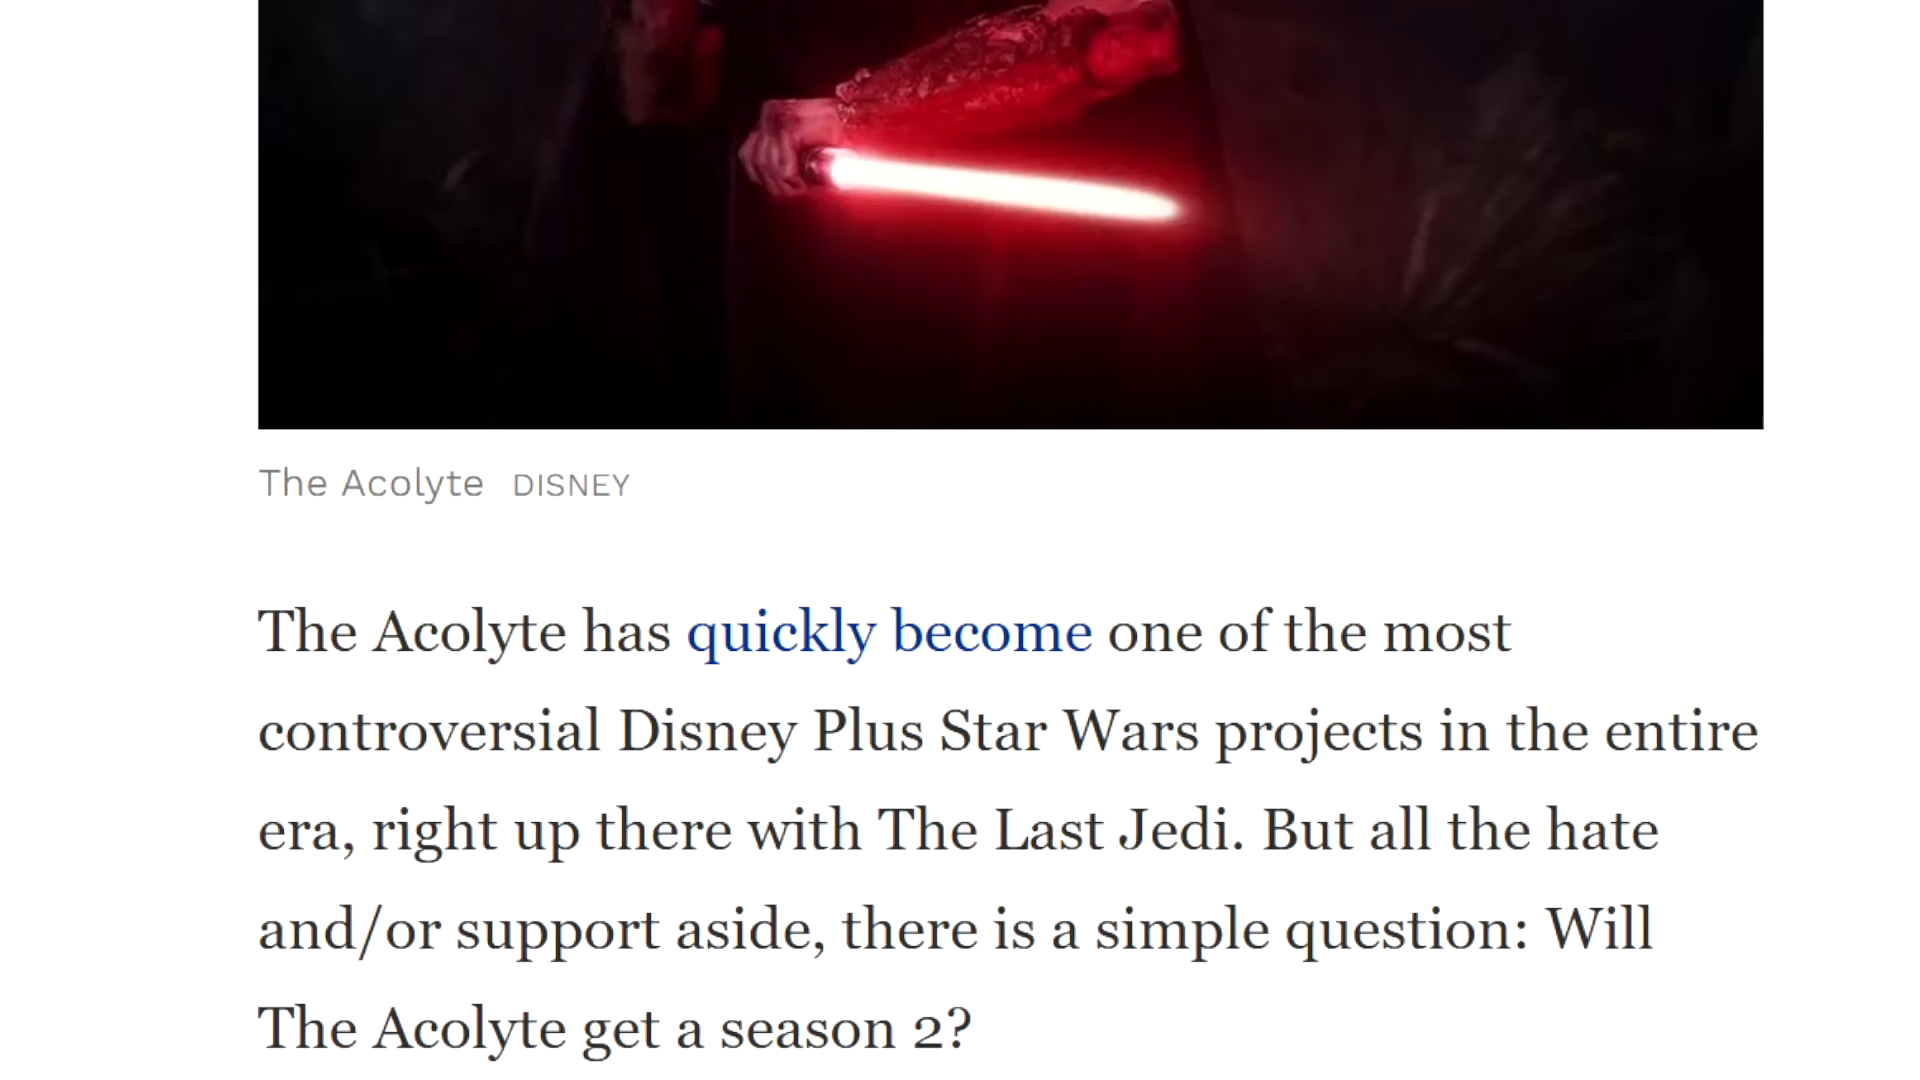 The Acolyte DISNEY
The Acolyte has quickly become one of the most
controversial Disney Plus Star Wars projects in the entire
era, right up there with The Last Jedi. But all the hate
and/or support aside, there is a simple question: Will
The Acolyte get a season 2?